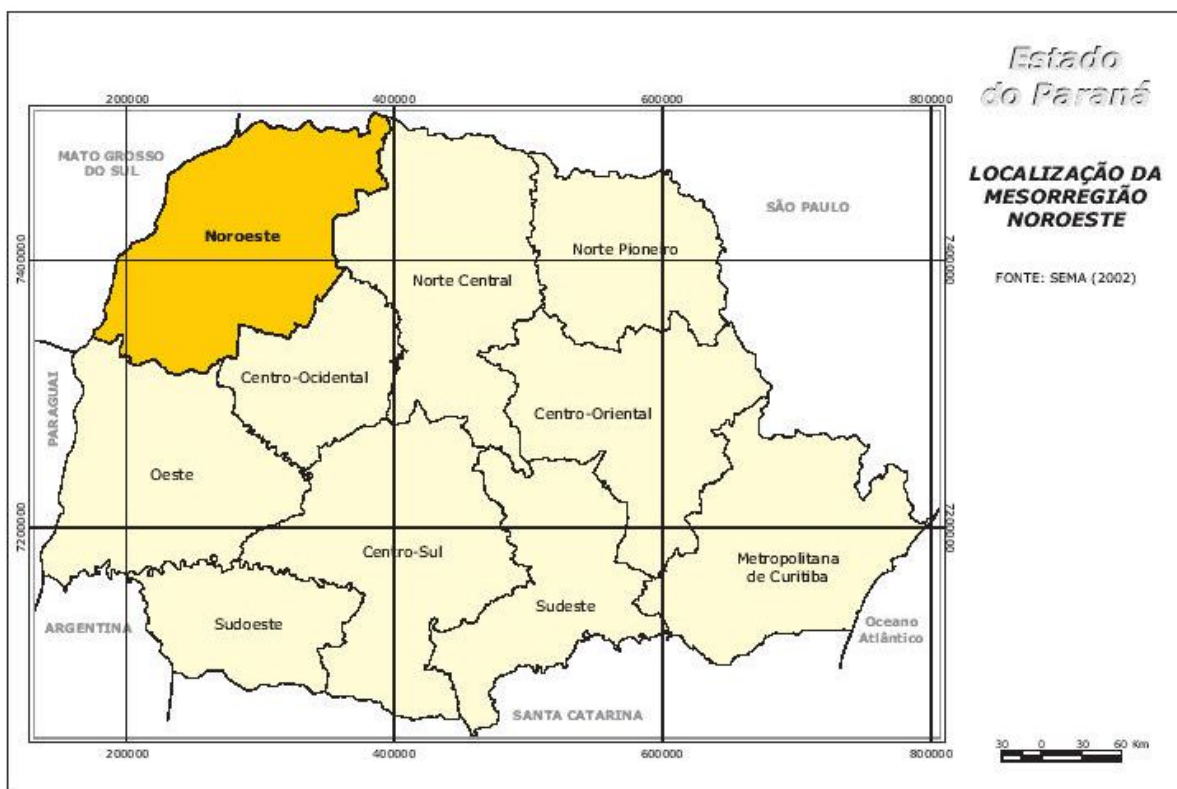 Estado
do Paraná
LOCALIZAÇÃO DA
MESORREGIÃO
NOROESTE
FONTE: SEMA (2002)
200000
400000
600000
800000
MATO GROSSO
DO SUL
SÃO PAULO
Noroeste
Norte Pioneiro
7400000
7400000
Norte Central
Centro-Ocidental
PARAGUAI
Centro-Oriental
Oeste
7200000
7200000
Centro-Sul
Metropolitana
de Curitiba
Sudeste
Sudoeste
ARGENTINA
Oceano
Atlântico
SANTA CATARINA
200000
400000
600000
800000
30 0 30 60 Km